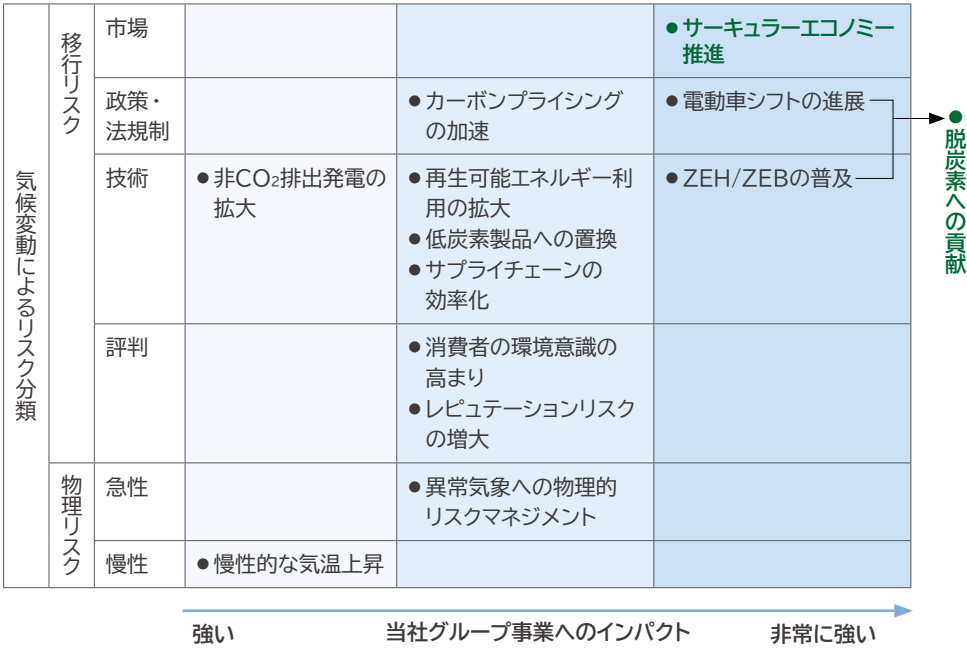 気候変動によるリスク分類
移行リスク
市場
●サーキュラーエコノミー
推進
政策・
法規制
●カーボンプライシング
の加速
●電動車シフトの進展
技術
●非CO₂排出発電の
拡大
●再生可能エネルギー利
用の拡大
●低炭素製品への置換
●サプライチェーンの
効率化
●ZEH/ZEBの普及
●脱炭素への貢献
評判
●消費者の環境意識の
高まり
●レピュテーションリスク
の増大
物理リスク
急性
●異常気象への物理的
リスクマネジメント
慢性
●慢性的な気温上昇
強い
当社グループ事業へのインパクト
非常に強い